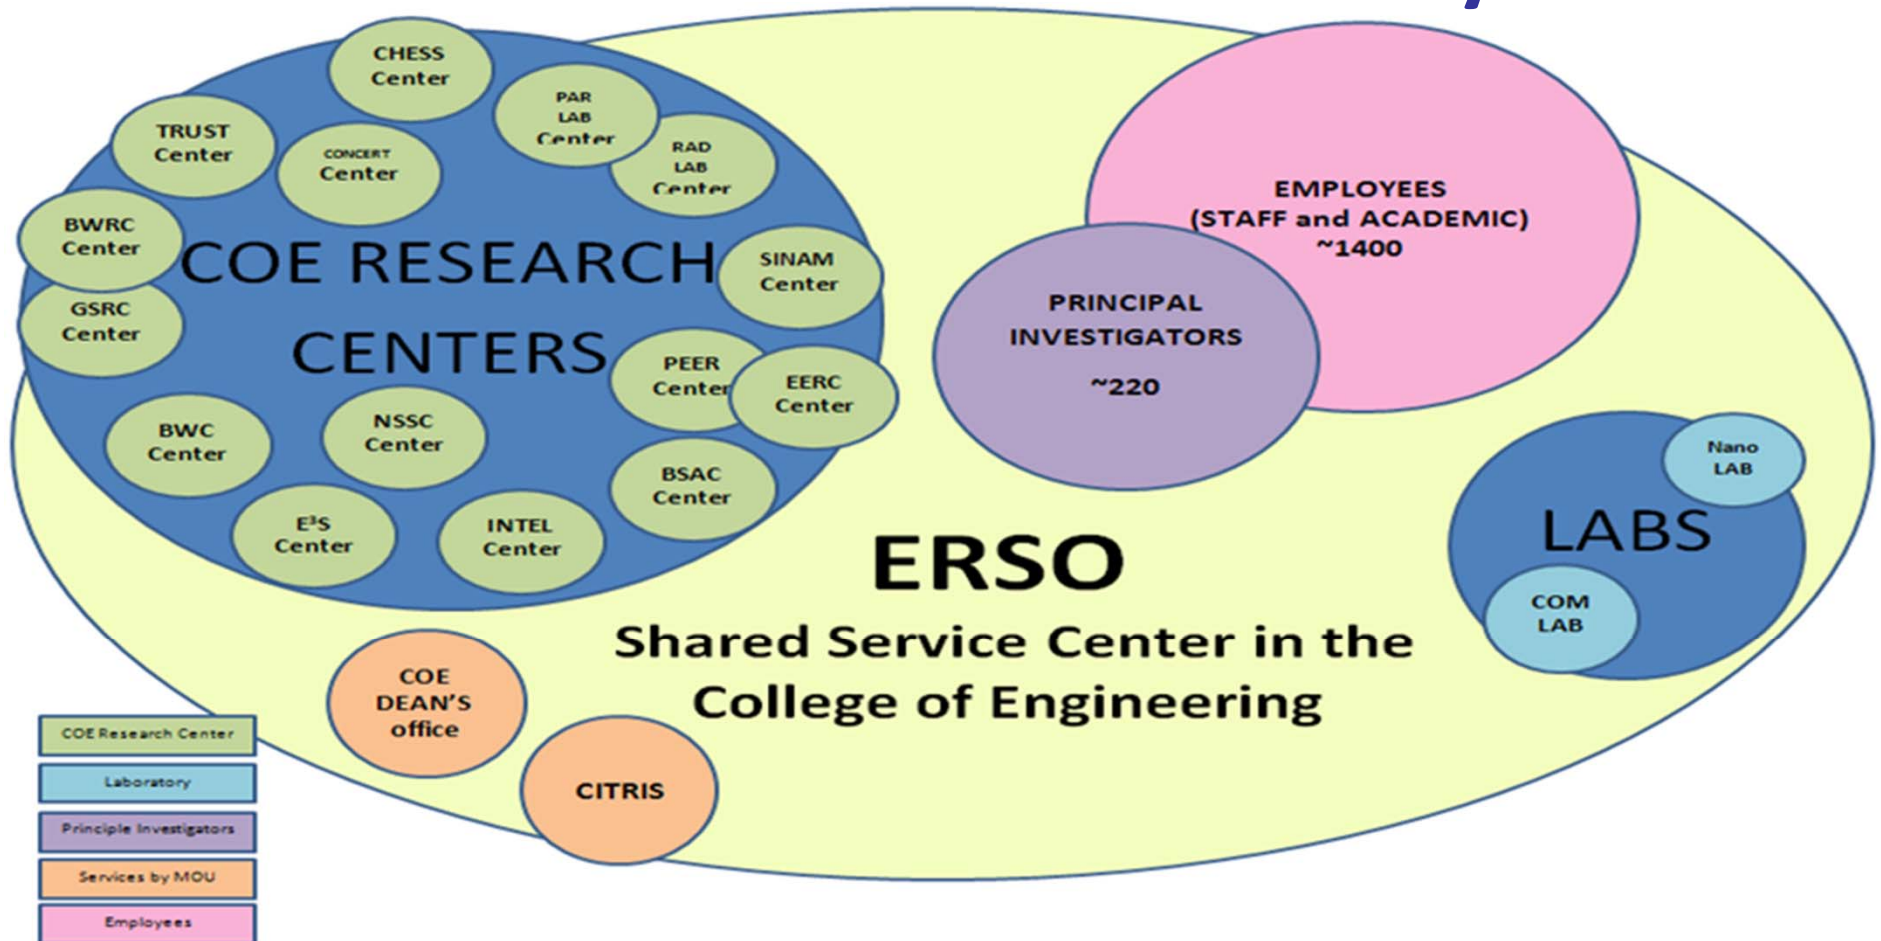 CHESS
Center
PAR
LAB
Center
TRUST
Center
CONCERT
Center
RAD
LAB
Center
BWRC
Center
GSRC
Center
COE RESEARCH
CENTERS
SINAM
Center
PEER
Center
EERC
Center
BWC
Center
NSSC
Center
BSAC
Center
E³S
Center
INTEL
Center
EMPLOYEES
(STAFF and ACADEMIC)
~1400
PRINCIPAL
INVESTIGATORS
~220
Nano
LAB
LABS
COM
LAB
ERSO
Shared Service Center in the
College of Engineering
COE
DEAN’S
office
CITRIS
COE Research Center
Laboratory
Principle Investigators
Services by MOU
Employees